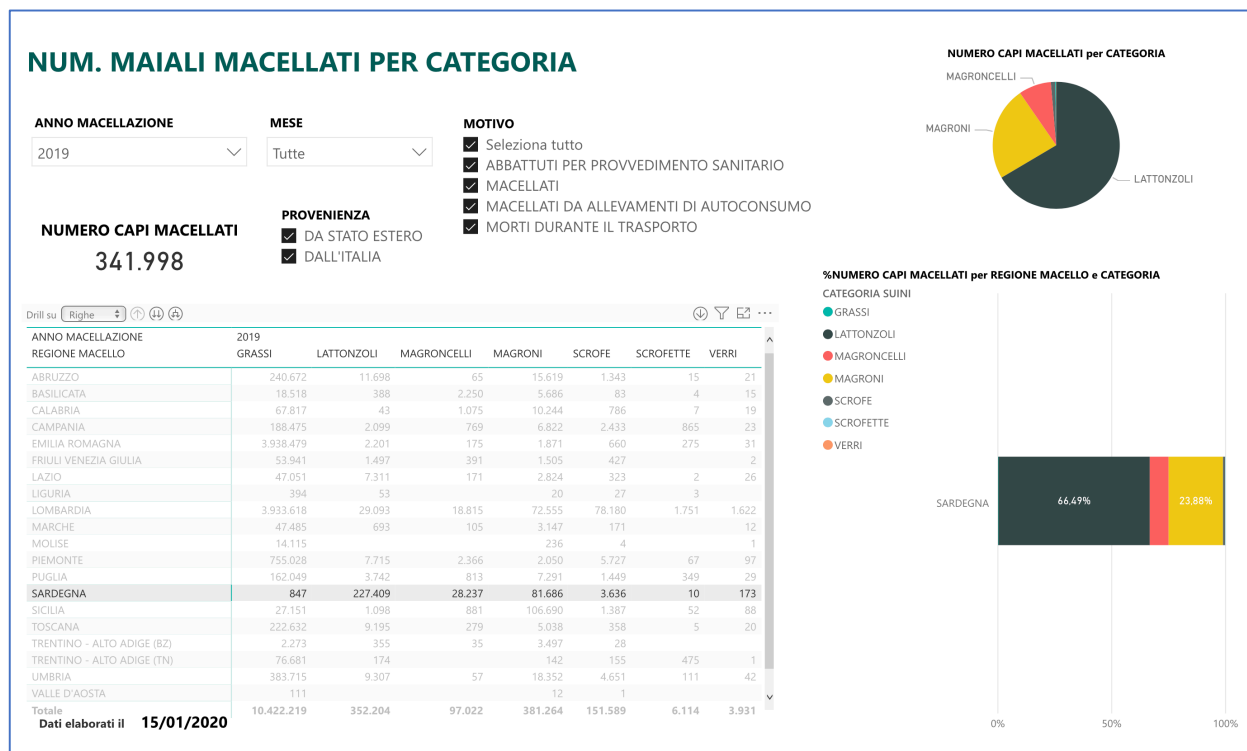 NUM. MAIALI MACELLATI PER CATEGORIA
ANNO MACELLAZIONE
2019
MESE
Tutte
MOTIVO
Seleziona tutto
ABBATTUTI PER PROVVEDIMENTO SANITARIO
MACELLATI
MACELLATI DA ALLEVAMENTI DI AUTOCONSUMO
MORTI DURANTE IL TRASPORTO
NUMERO CAPI MACELLATI
341.998
PROVENIENZA
DA STATO ESTERO
DALL'ITALIA
NUMERO CAPI MACELLATI per CATEGORIA
MAGRONCELLI
MAGRONI
LATTONZOLI
Drill su Righe
ANNO MACELLAZIONE 2019
REGIONE MACELLO GRASSI LATTONZOLI MAGRONCELLI MAGRONI SCROFE SCROFETTE VERRI
ABRUZZO 240.672 11.698 65 15.619 1.343 15 21
BASILICATA 18.518 388 2.250 5.686 83 4 15
CALABRIA 67.817 43 1.075 10.244 786 7 19
CAMPANIA 188.475 2.099 769 6.822 2.433 865 23
EMILIA ROMAGNA 3.938.479 2.201 175 1.871 660 275 31
FRIULI VENEZIA GIULIA 53.941 1.497 391 1.505 427 2
LAZIO 47.051 7.311 171 2.824 323 2 26
LIGURIA 394 53 20 27 3
LOMBARDIA 3.933.618 29.093 18.815 72.555 78.180 1.751 1.622
MARCHE 47.485 693 105 3.147 171 12
MOLISE 14.115 236 4 1
PIEMONTE 755.028 7.715 2.366 2.050 5.727 67 97
PUGLIA 162.049 3.742 813 7.291 1.449 349 29
SARDEGNA 847 227.409 28.237 81.686 3.636 10 173
SICILIA 27.151 1.098 881 106.690 1.387 52 88
TOSCANA 222.632 9.195 279 5.038 358 5 20
TRENTINO - ALTO ADIGE (BZ) 2.273 355 35 3.497 28
TRENTINO - ALTO ADIGE (TN) 76.681 174 142 155 475 1
UMBRIA 383.715 9.307 57 18.352 4.651 111 42
VALLE D'AOSTA 111 12 1
Totale 10.422.219 352.204 97.022 381.264 151.589 6.114 3.931
Dati elaborati il 15/01/2020
%NUMERO CAPI MACELLATI per REGIONE MACELLO e CATEGORIA
CATEGORIA SUINI
GRASSI
LATTONZOLI
MAGRONCELLI
MAGRONI
SCROFE
SCROFETTE
VERRI
SARDEGNA 66,49% 23,88%
0% 50% 100%